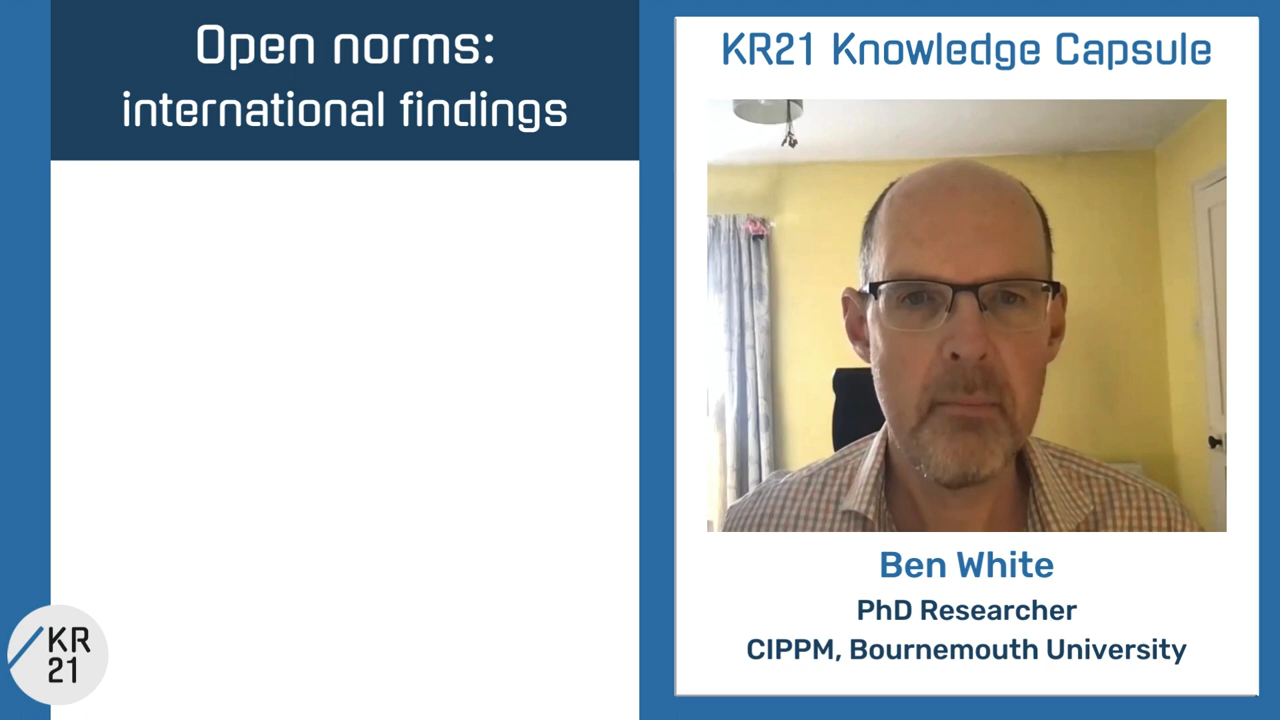 Open norms:
international findings
KR21 Knowledge Capsule
Ben White
PhD Researcher
CIPPM, Bournemouth University
KR
21